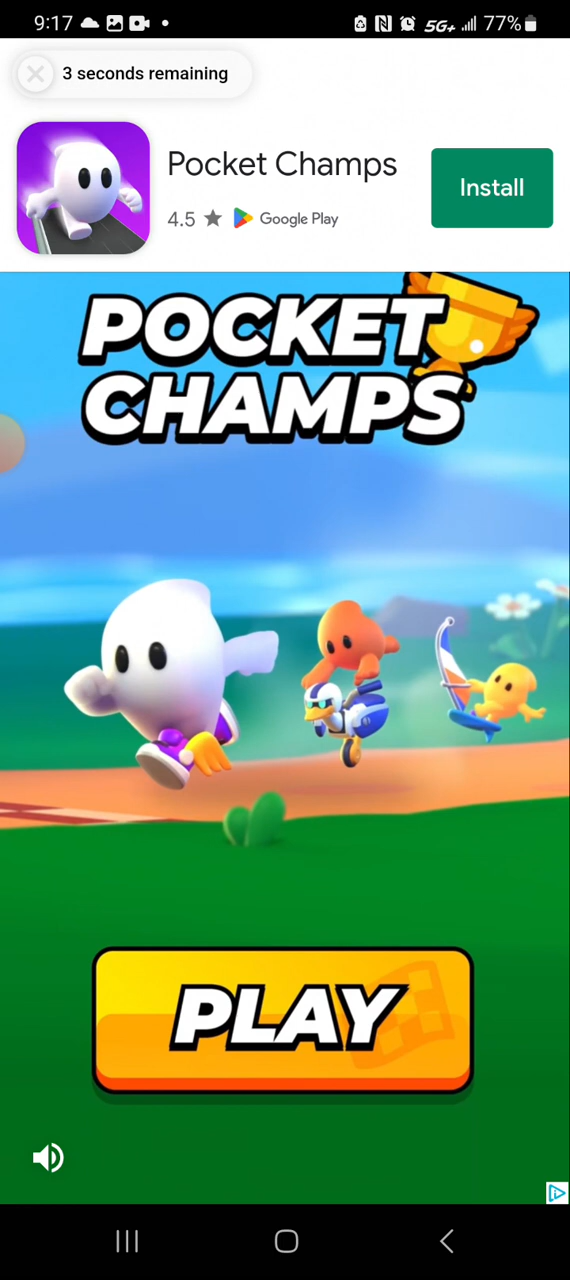 9:17
5G+ 77%
3 seconds remaining
Pocket Champs
Install
4.5 ★ Google Play
POCKET
CHAMPS
PLAY